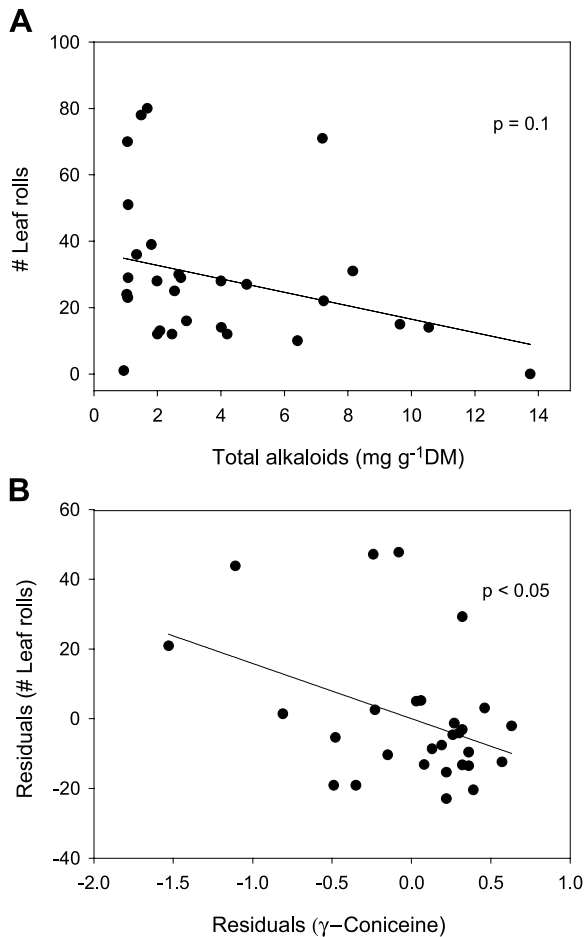 A
100
80
60
40
20
0
# Leaf rolls
p = 0.1
0 2 4 6 8 10 12 14
Total alkaloids (mg g⁻¹DM)
B
60
40
20
0
-20
-40
Residuals (# Leaf rolls)
p < 0.05
-2.0 -1.5 -1.0 -0.5 0.0 0.5 1.0
Residuals (γ−Coniceine)